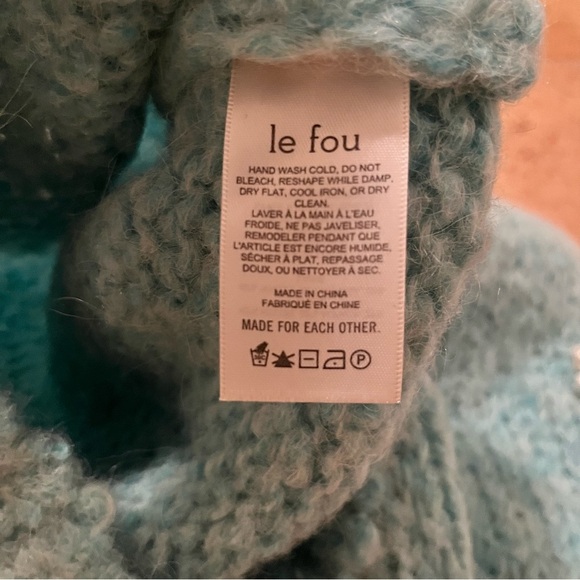 le fou
HAND WASH COLD, DO NOT
BLEACH, RESHAPE WHILE DAMP,
DRY FLAT, COOL IRON, OR DRY
CLEAN.
LAVER À LA MAIN À L'EAU
FROIDE, NE PAS JAVELISER,
REMODELER PENDANT QUE
L'ARTICLE EST ENCORE HUMIDE,
SÉCHER À PLAT, REPASSAGE
DOUX, OU NETTOYER À SEC.
MADE IN CHINA
FABRIQUÉ EN CHINE
MADE FOR EACH OTHER.
P